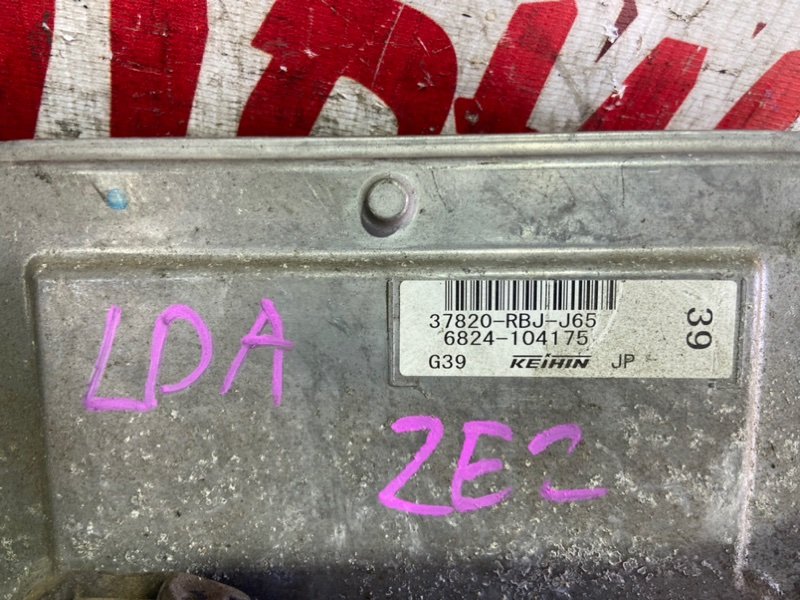 37820-RBJ-J65
6824-104175
G39 KEIHIN JP
39
LDA
ZE2